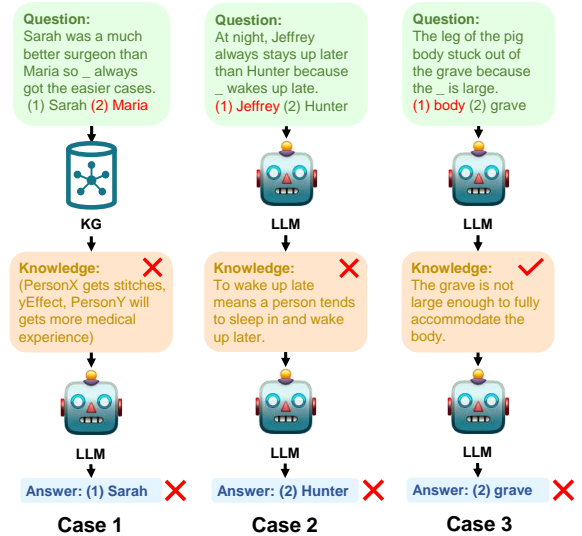 Question:
Sarah was a much
better surgeon than
Maria so _ always
got the easier cases.
(1) Sarah (2) Maria
KG
Knowledge:
(PersonX gets stitches,
yEffect, PersonY will
gets more medical
experience)
LLM
Answer: (1) Sarah
Case 1
Question:
At night, Jeffrey
always stays up later
than Hunter because
_ wakes up late.
(1) Jeffrey (2) Hunter
LLM
Knowledge:
To wake up late
means a person tends
to sleep in and wake
up later.
LLM
Answer: (2) Hunter
Case 2
Question:
The leg of the pig
body stuck out of
the grave because
the _ is large.
(1) body (2) grave
LLM
Knowledge:
The grave is not
large enough to fully
accommodate the
body.
LLM
Answer: (2) grave
Case 3